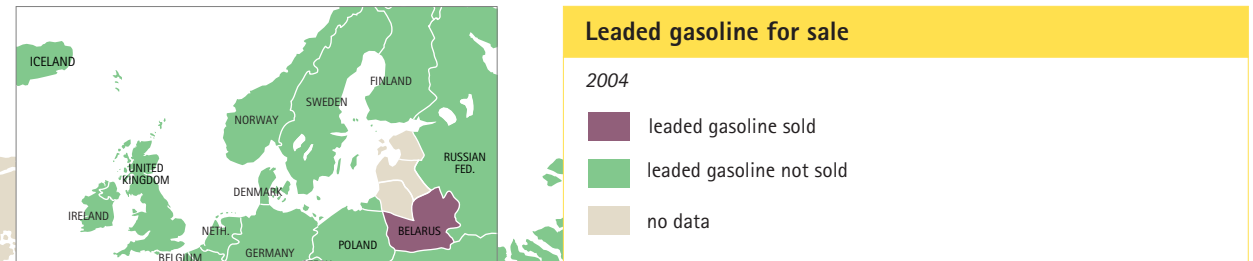 ICELAND
FINLAND
SWEDEN
NORWAY
RUSSIAN
FED.
UNITED
KINGDOM
DENMARK
IRELAND
NETH.
BELARUS
POLAND
GERMANY
BELGIUM
Leaded gasoline for sale
2004
leaded gasoline sold
leaded gasoline not sold
no data